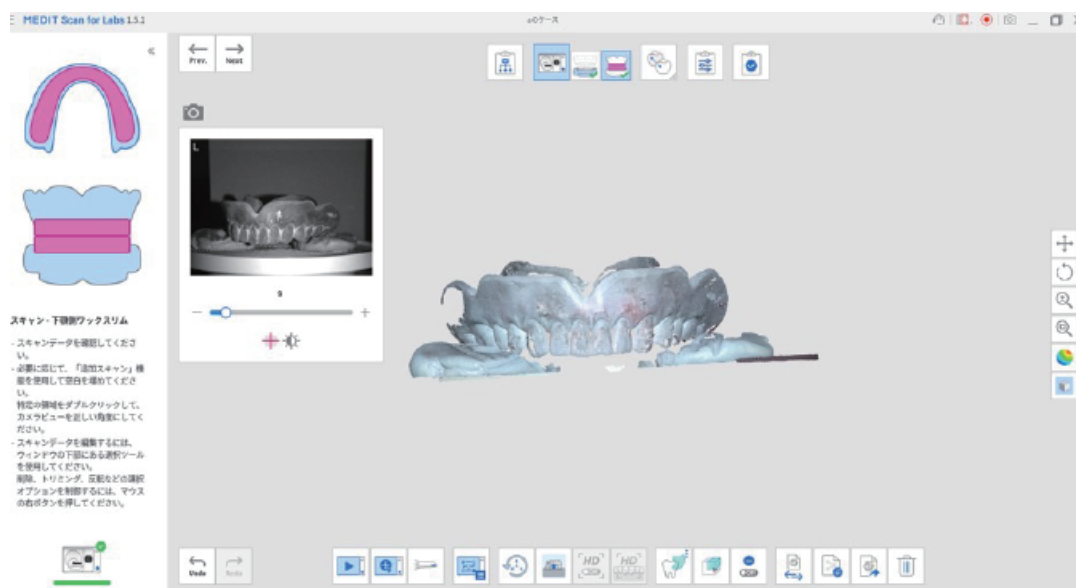 MEDIT Scan for Labs 1.5.2
Prev.
Next
L
9
スキャン - 下顎側ワックスリム
- スキャンデータを確認してくださ
い。
- 必要に応じて、「追加スキャン」機
能を使用して空白を埋めてくださ
い。
特定の領域をダブルクリックして、
カメラビューを正しい角度にしてく
ださい。
- スキャンデータを編集するには、
ウィンドウの下部にある選択ツール
を使用してください。
削除、トリミング、反転などの選択
オプションを制御するには、マウス
の右ボタンを押してください。
Undo
Redo
HD
HD